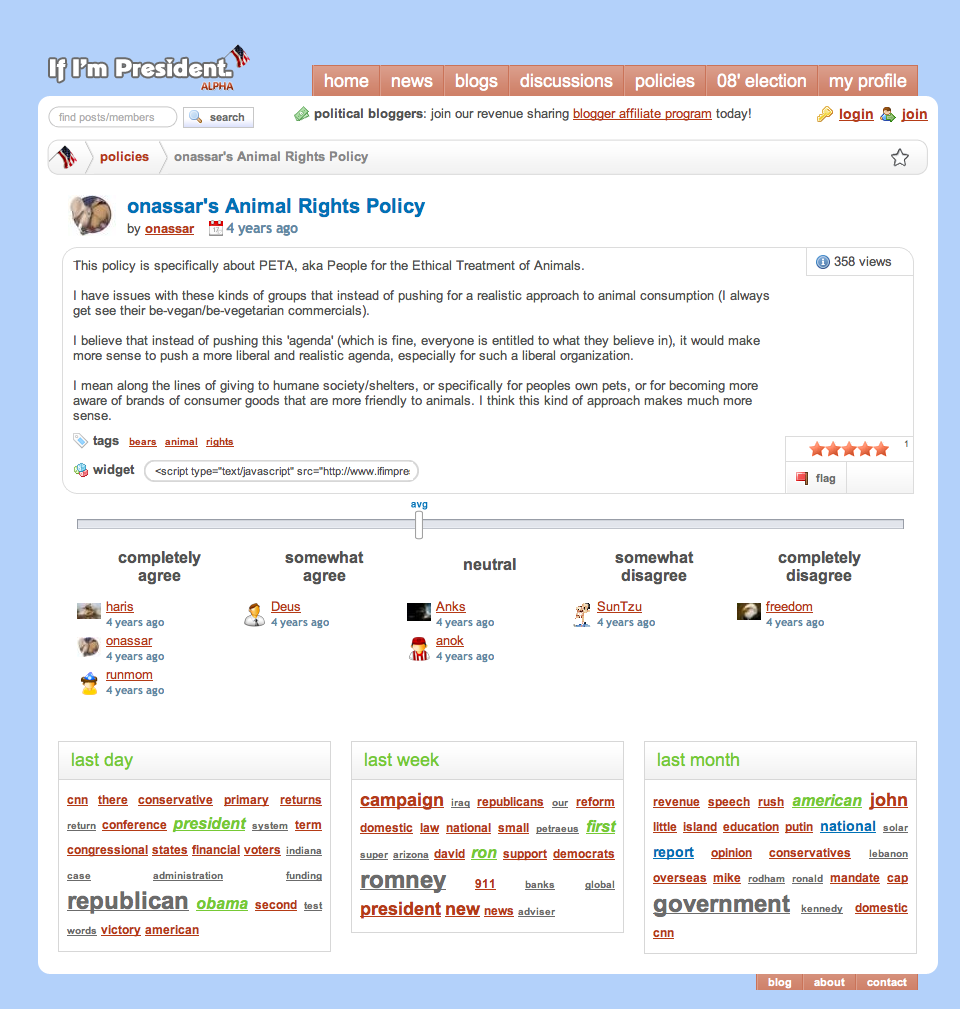 If I'm President.
ALPHA
home news blogs discussions policies 08' election my profile
find posts/members search political bloggers: join our revenue sharing blogger affiliate program today! login join
policies onassar's Animal Rights Policy
onassar's Animal Rights Policy
by onassar 4 years ago
This policy is specifically about PETA, aka People for the Ethical Treatment of Animals.
358 views
I have issues with these kinds of groups that instead of pushing for a realistic approach to animal consumption (I always
get see their be-vegan/be-vegetarian commercials).
I believe that instead of pushing this 'agenda' (which is fine, everyone is entitled to what they believe in), it would make
more sense to push a more liberal and realistic agenda, especially for such a liberal organization.
I mean along the lines of giving to humane society/shelters, or specifically for peoples own pets, or for becoming more
aware of brands of consumer goods that are more friendly to animals. I think this kind of approach makes much more
sense.
tags bears animal rights
1
widget <script type="text/javascript" src="http://www.ifimpre
flag
avg
completely
agree
somewhat
agree
neutral
somewhat
disagree
completely
disagree
haris
4 years ago
onassar
4 years ago
runmom
4 years ago
Deus
4 years ago
Anks
4 years ago
anok
4 years ago
SunTzu
4 years ago
freedom
4 years ago
last day
cnn there conservative primary returns
return conference president system term
congressional states financial voters indiana
case administration funding
republican obama second test
words victory american
last week
campaign iraq republicans our reform
domestic law national small petraeus first
super arizona david ron support democrats
romney 911 banks global
president new news adviser
last month
revenue speech rush american john
little island education putin national solar
report opinion conservatives lebanon
overseas mike rodham ronald mandate cap
government kennedy domestic
cnn
blog about contact